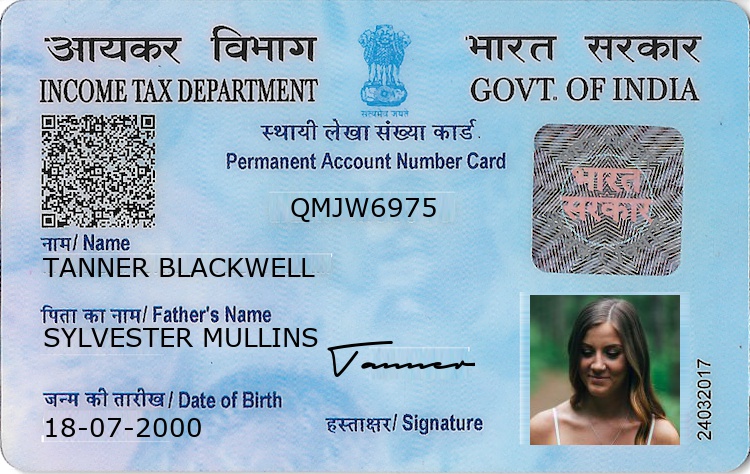 आयकर विभाग
INCOME TAX DEPARTMENT
भारत सरकार
GOVT. OF INDIA
सत्यमेव जयते
स्थायी लेखा संख्या कार्ड
Permanent Account Number Card
QMJW6975
भारत
सरकार
नाम/ Name
TANNER BLACKWELL
पिता का नाम/ Father's Name
SYLVESTER MULLINS
Tanner
जन्म की तारीख/ Date of Birth
18-07-2000
हस्ताक्षर/ Signature
24032017